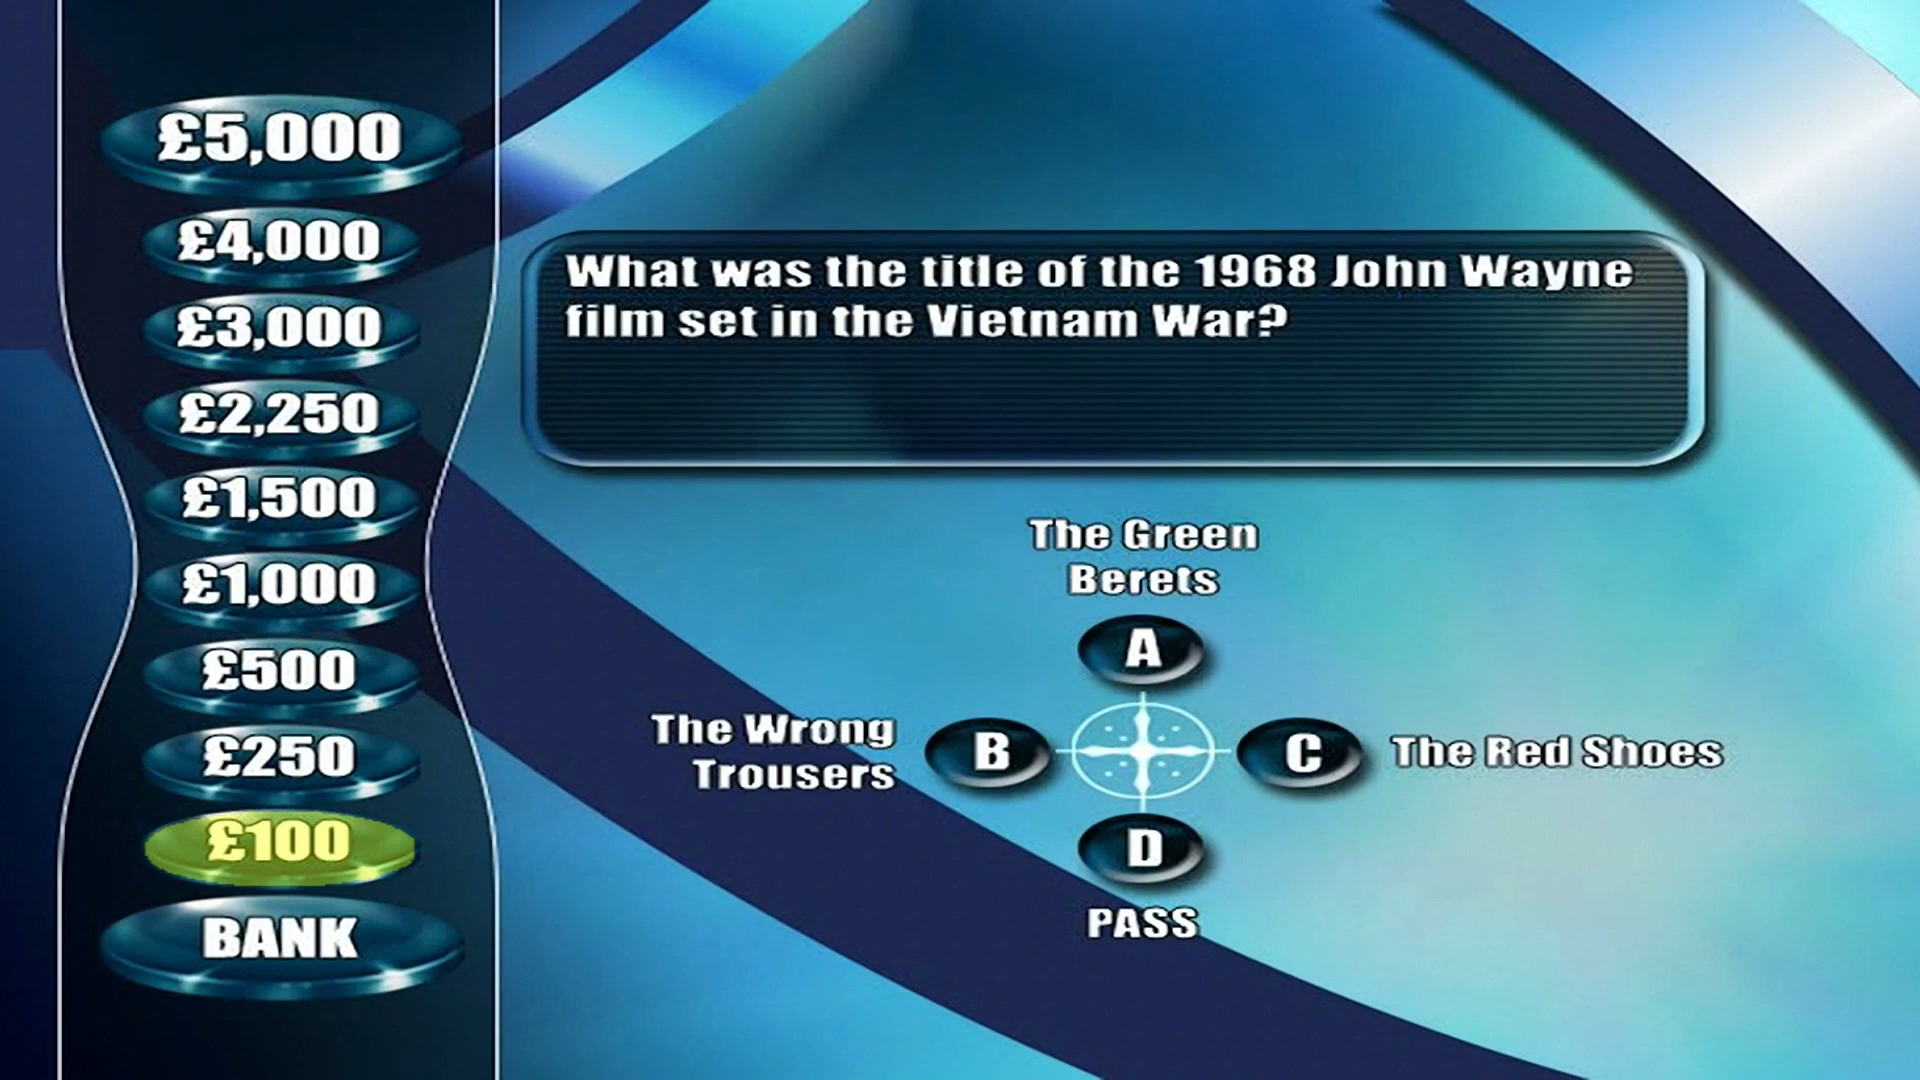 £5,000
£4,000
£3,000
£2,250
£1,500
£1,000
£500
£250
£100
BANK
What was the title of the 1968 John Wayne
film set in the Vietnam War?
The Green
Berets
A
The Wrong
Trousers
B
C
The Red Shoes
D
PASS